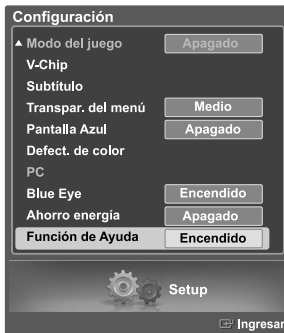 Configuración
Modo del juego Apagado
V-Chip
Subtítulo
Transpar. del menú Medio
Pantalla Azul Apagado
Defect. de color
PC
Blue Eye Encendido
Ahorro energía Apagado
Función de Ayuda Encendido
Setup
Ingresar